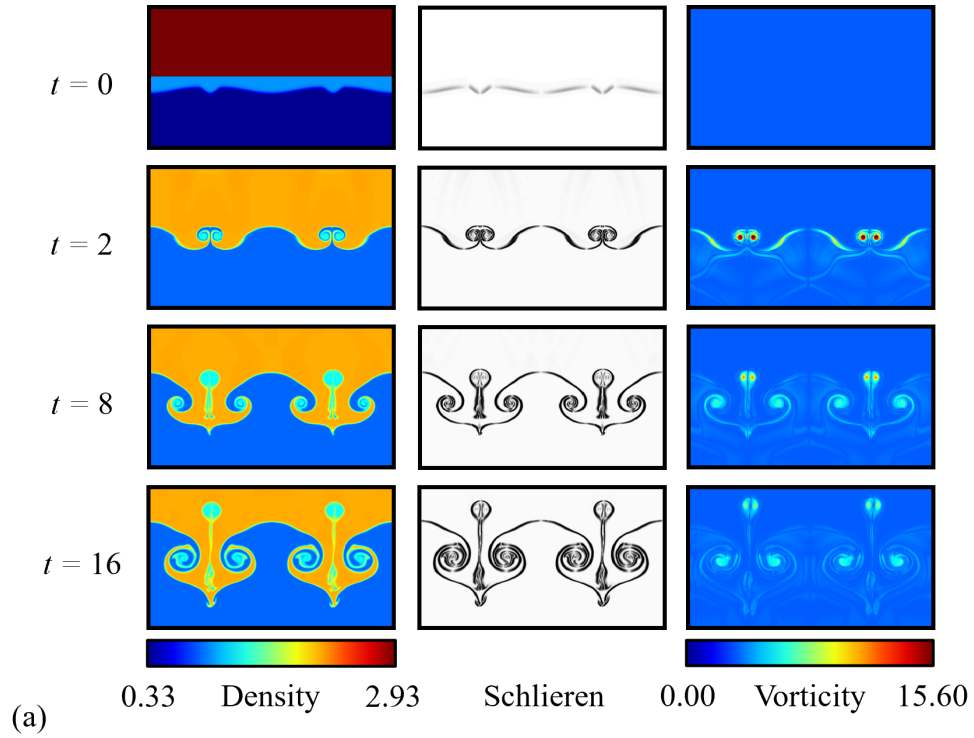 t = 0
t = 2
t = 8
t = 16
0.33 Density 2.93 Schlieren 0.00 Vorticity 15.60
(a)